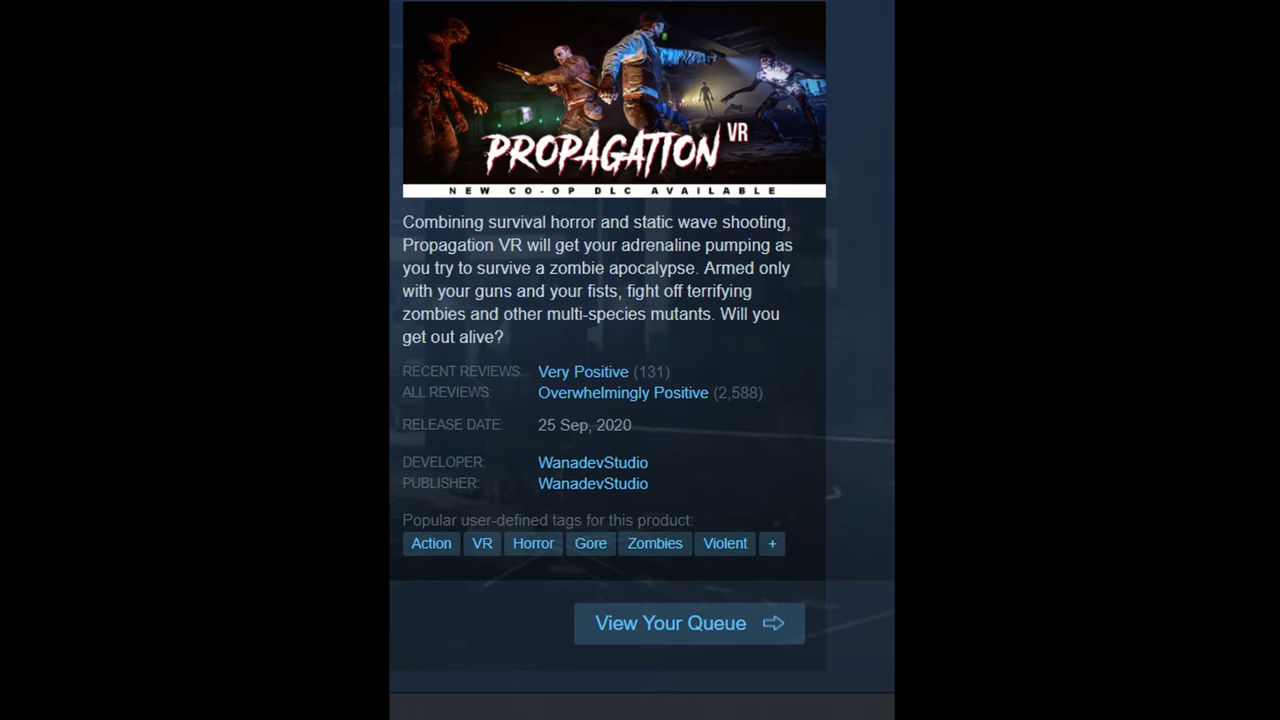 PROPAGATION VR
NEW CO-OP DLC AVAILABLE
Combining survival horror and static wave shooting,
Propagation VR will get your adrenaline pumping as
you try to survive a zombie apocalypse. Armed only
with your guns and your fists, fight off terrifying
zombies and other multi-species mutants. Will you
get out alive?
RECENT REVIEWS: Very Positive (131)
ALL REVIEWS: Overwhelmingly Positive (2,588)
RELEASE DATE: 25 Sep, 2020
DEVELOPER: WanadevStudio
PUBLISHER: WanadevStudio
Popular user-defined tags for this product:
Action VR Horror Gore Zombies Violent +
View Your Queue